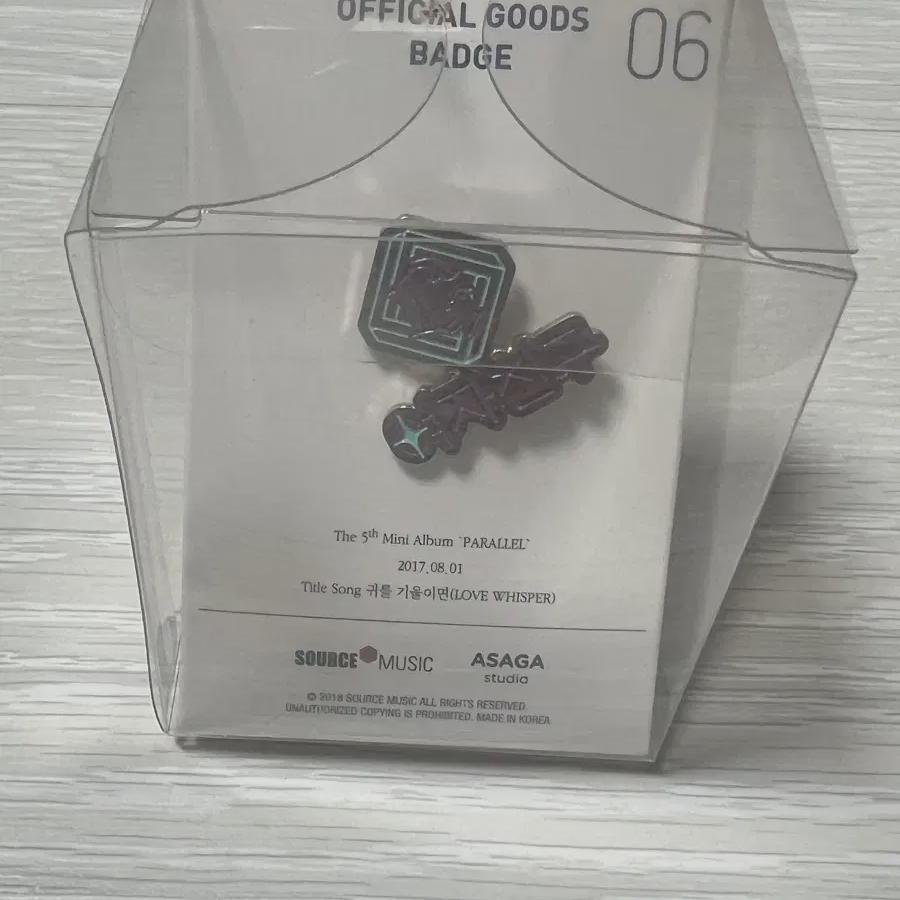 OFFICIAL GOODS
BADGE
06
The 5th Mini Album `PARALLEL`
2017.08.01
Title Song 귀를 기울이면(LOVE WHISPER)
SOURCE MUSIC
ASAGA
studio
© 2018 SOURCE MUSIC ALL RIGHTS RESERVED.
UNAUTHORIZED COPYING IS PROHIBITED. MADE IN KOREA